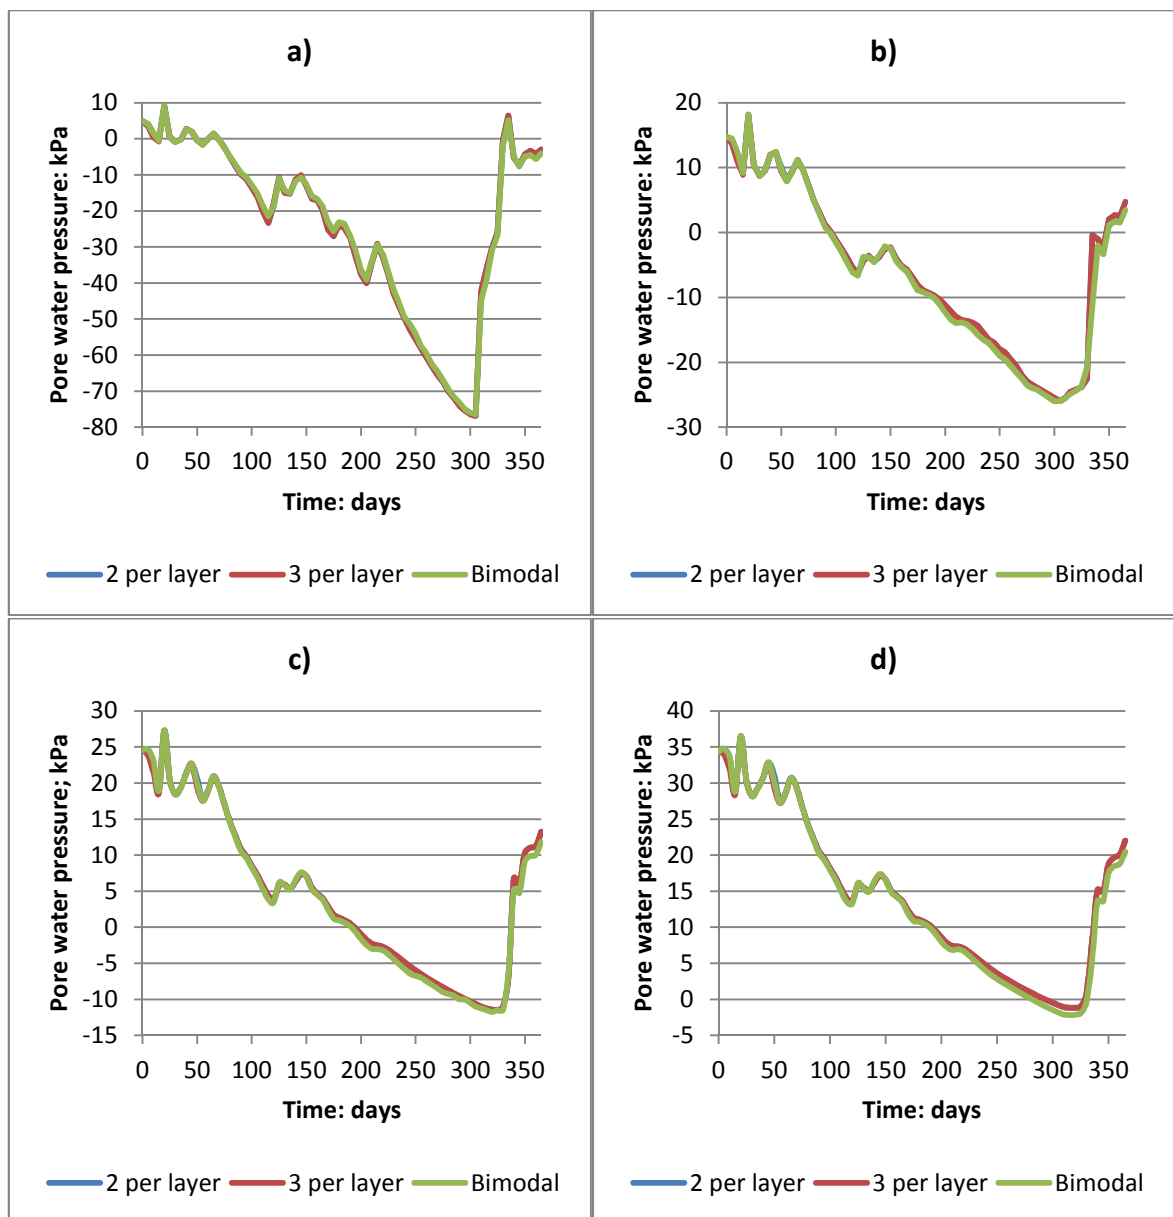 a)
Pore water pressure: kPa
10
0
-10
-20
-30
-40
-50
-60
-70
-80
0 50 100 150 200 250 300 350
Time: days
2 per layer 3 per layer Bimodal
b)
Pore water pressure: kPa
20
10
0
-10
-20
-30
0 50 100 150 200 250 300 350
Time: days
2 per layer 3 per layer Bimodal
c)
Pore water pressure; kPa
30
25
20
15
10
5
0
-5
-10
-15
0 50 100 150 200 250 300 350
Time: days
2 per layer 3 per layer Bimodal
d)
Pore water pressure: kPa
40
35
30
25
20
15
10
5
0
-5
0 50 100 150 200 250 300 350
Time: days
2 per layer 3 per layer Bimodal